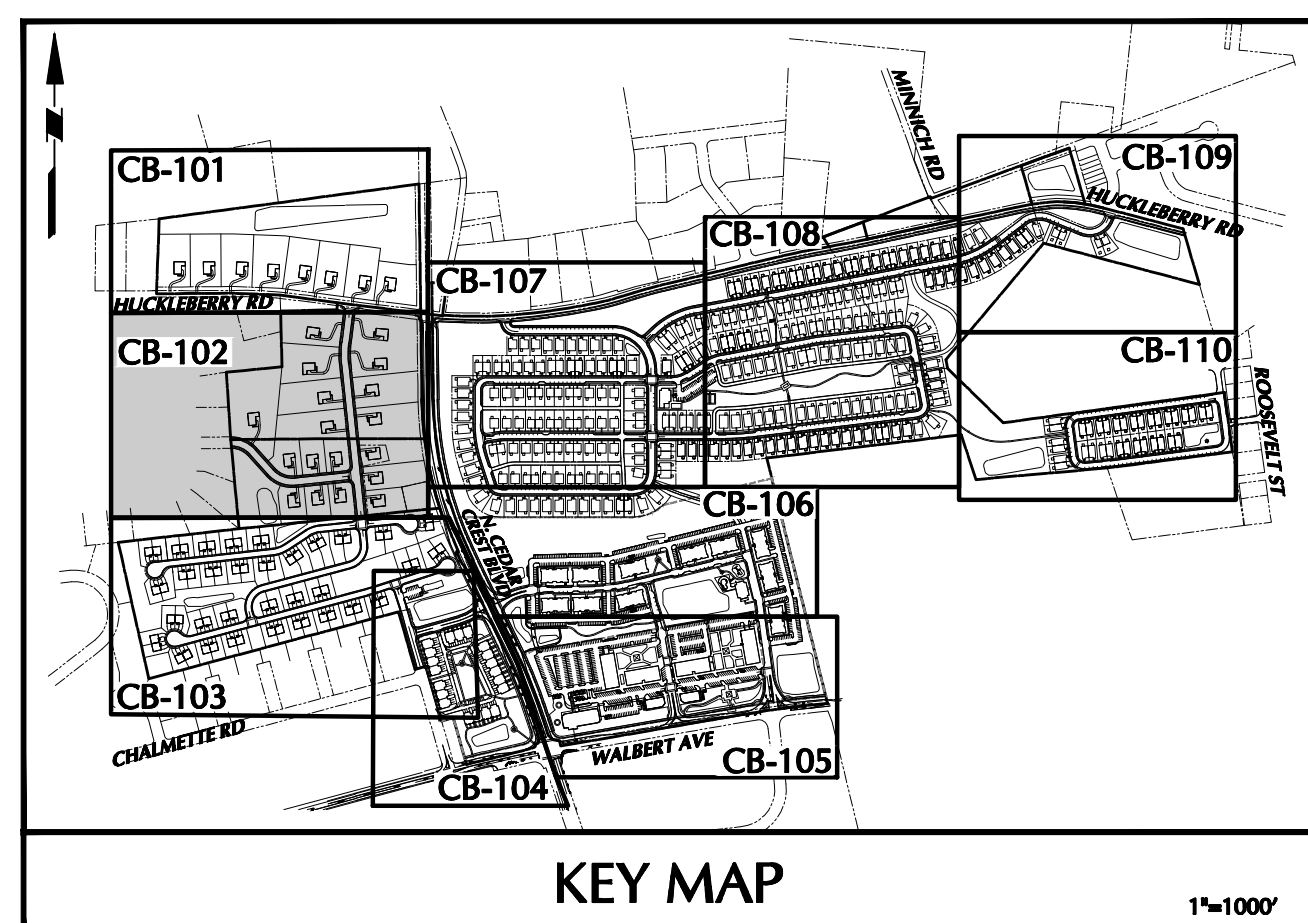 MINNICH RD
CB-101
CB-109
HUCKLEBERRY RD
CB-108
CB-107
HUCKLEBERRY RD
CB-102
CB-110
ROOSEVELT ST
CB-106
N. CEDAR
CREST BLVD
CB-103
CHALMETTE RD
WALBERT AVE
CB-105
CB-104
KEY MAP
1"=1000'